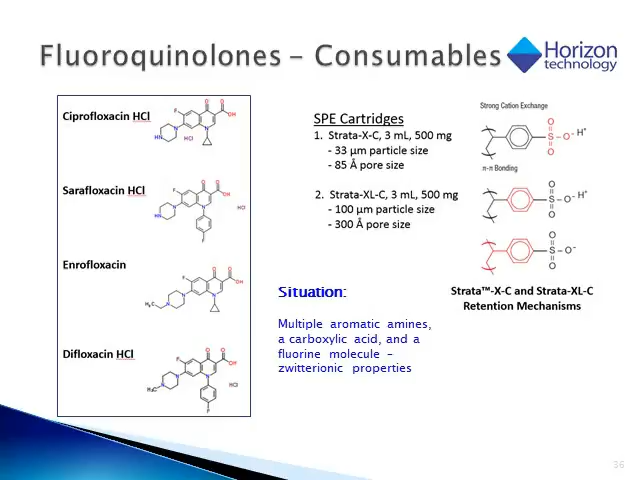 Fluoroquinolones – Consumables
Horizon
technology
Ciprofloxacin HCl
Sarafloxacin HCl
Enrofloxacin
Difloxacin HCl
SPE Cartridges
1. Strata-X-C, 3 mL, 500 mg
- 33 µm particle size
- 85 Å pore size
2. Strata-XL-C, 3 mL, 500 mg
- 100 µm particle size
- 300 Å pore size
Situation:
Multiple aromatic amines,
a carboxylic acid, and a
fluorine molecule –
zwitterionic properties
Strong Cation Exchange
π-π Bonding
Strata™-X-C and Strata-XL-C
Retention Mechanisms
36